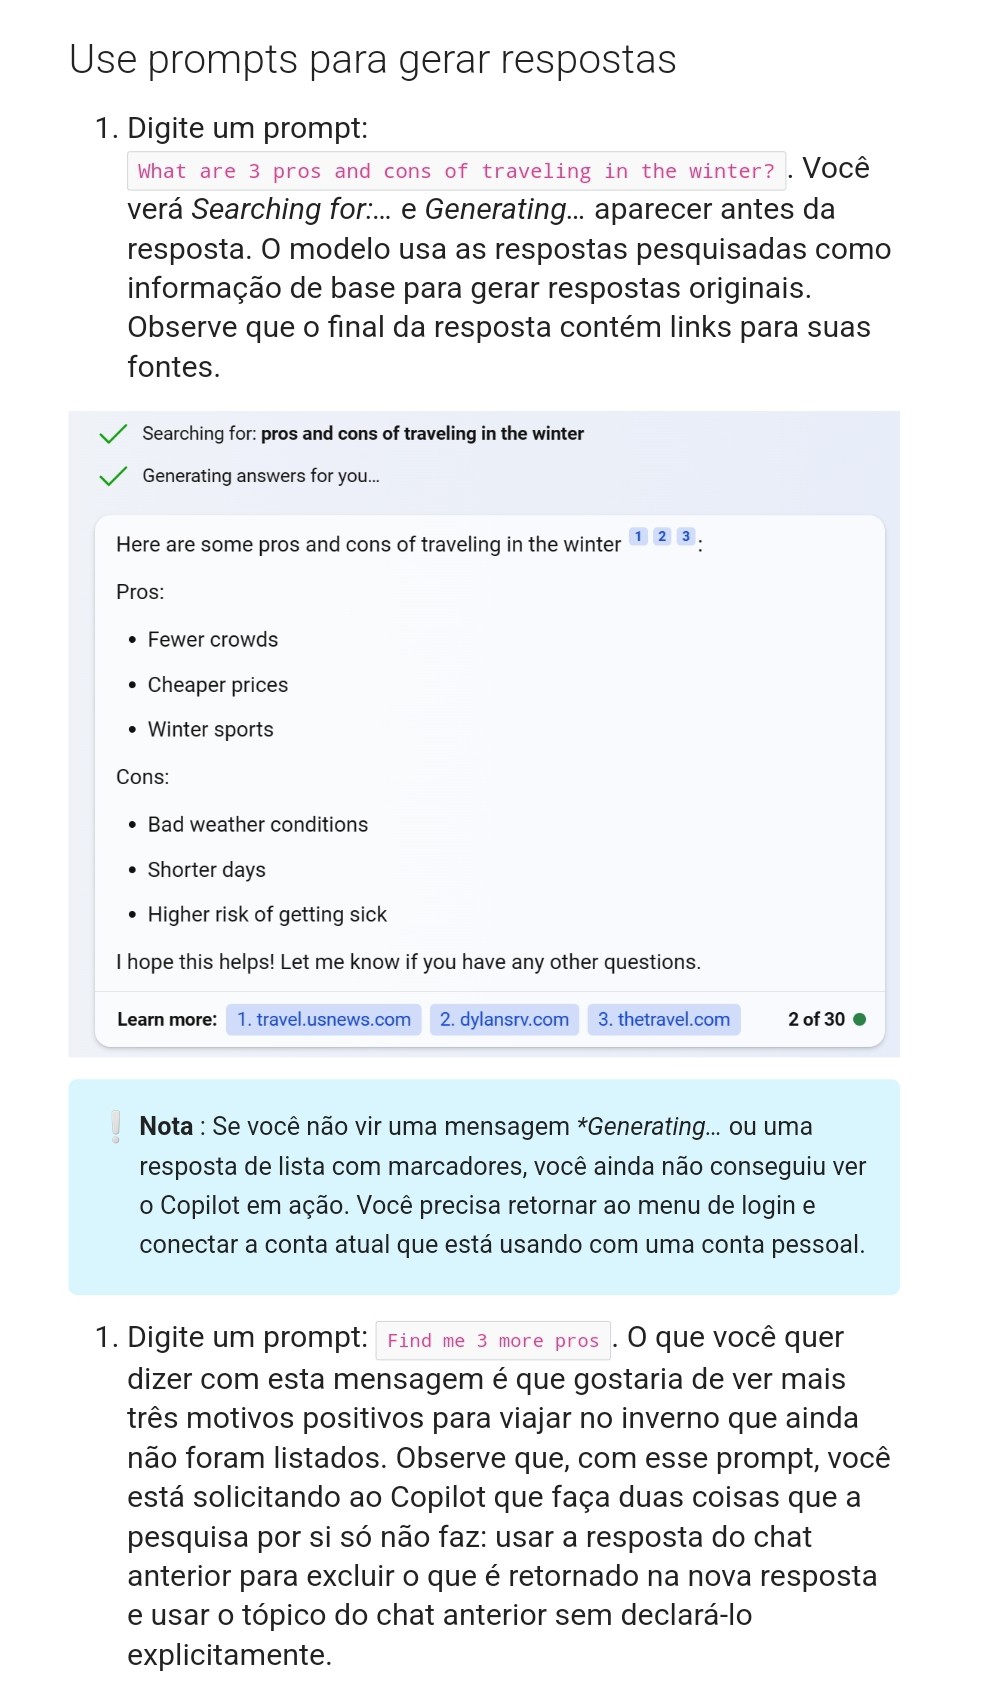 Use prompts para gerar respostas
1. Digite um prompt:
What are 3 pros and cons of traveling in the winter? . Você
verá Searching for:... e Generating... aparecer antes da
resposta. O modelo usa as respostas pesquisadas como
informação de base para gerar respostas originais.
Observe que o final da resposta contém links para suas
fontes.
Searching for: pros and cons of traveling in the winter
Generating answers for you...
Here are some pros and cons of traveling in the winter 1 2 3 :
Pros:
• Fewer crowds
• Cheaper prices
• Winter sports
Cons:
• Bad weather conditions
• Shorter days
• Higher risk of getting sick
I hope this helps! Let me know if you have any other questions.
Learn more: 1. travel.usnews.com 2. dylansrv.com 3. thetravel.com 2 of 30
Nota : Se você não vir uma mensagem *Generating... ou uma
resposta de lista com marcadores, você ainda não conseguiu ver
o Copilot em ação. Você precisa retornar ao menu de login e
conectar a conta atual que está usando com uma conta pessoal.
1. Digite um prompt: Find me 3 more pros . O que você quer
dizer com esta mensagem é que gostaria de ver mais
três motivos positivos para viajar no inverno que ainda
não foram listados. Observe que, com esse prompt, você
está solicitando ao Copilot que faça duas coisas que a
pesquisa por si só não faz: usar a resposta do chat
anterior para excluir o que é retornado na nova resposta
e usar o tópico do chat anterior sem declará-lo
explicitamente.